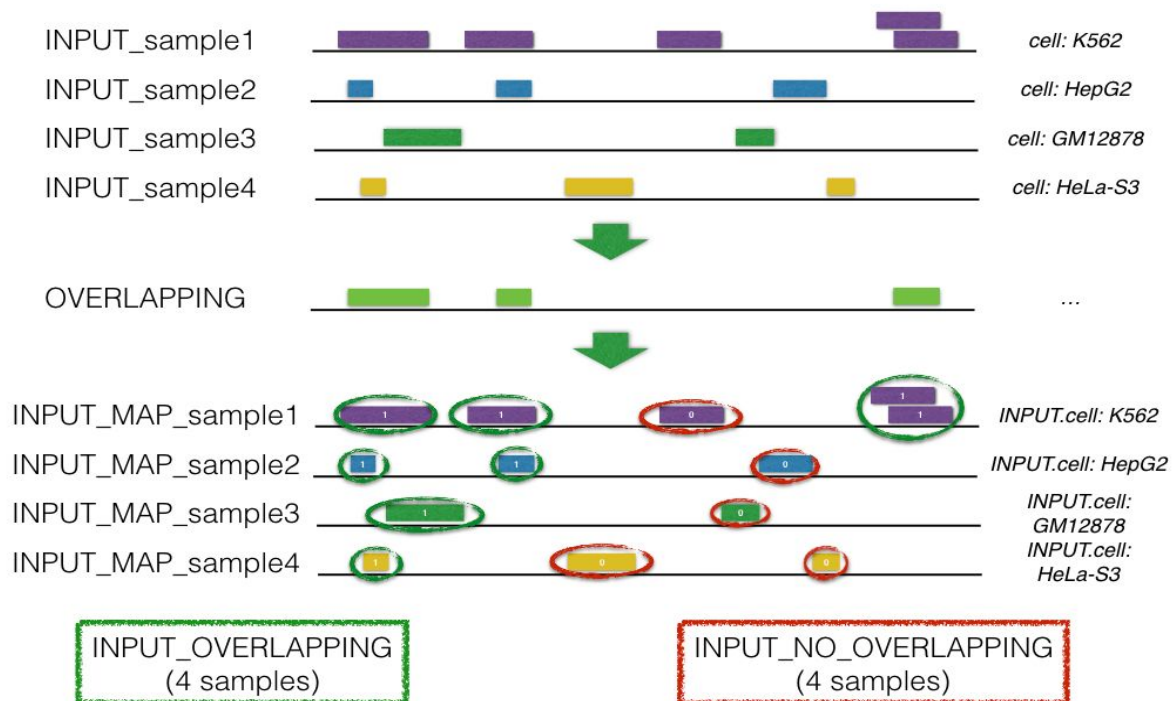 INPUT_sample1
cell: K562
INPUT_sample2
cell: HepG2
INPUT_sample3
cell: GM12878
INPUT_sample4
cell: HeLa-S3
OVERLAPPING
...
INPUT_MAP_sample1
1
1
0
1
1
INPUT.cell: K562
INPUT_MAP_sample2
1
1
0
INPUT.cell: HepG2
INPUT_MAP_sample3
1
0
INPUT.cell:
GM12878
INPUT_MAP_sample4
1
0
0
INPUT.cell:
HeLa-S3
INPUT_OVERLAPPING
(4 samples)
INPUT_NO_OVERLAPPING
(4 samples)